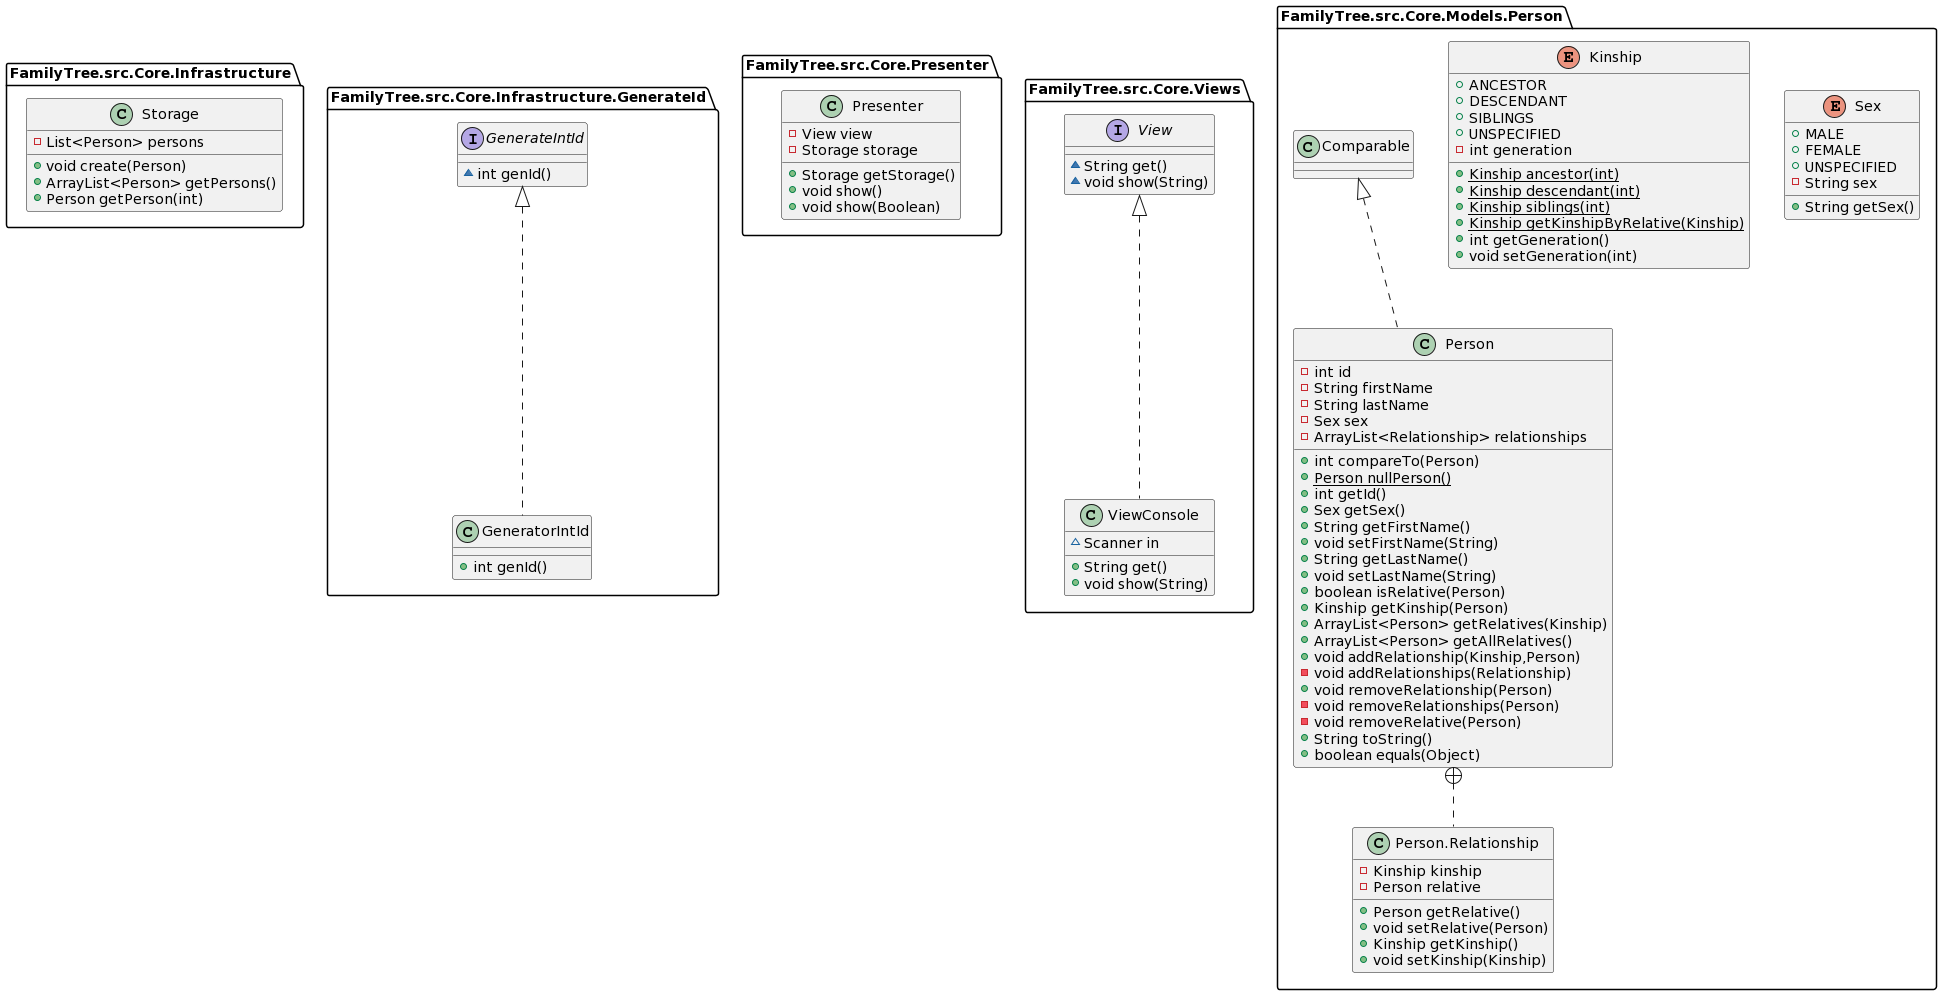 FamilyTree.src.Core.Infrastructure
C Storage
List<Person> persons
void create(Person)
ArrayList<Person> getPersons()
Person getPerson(int)
FamilyTree.src.Core.Infrastructure.GenerateId
I GenerateIntId
int genId()
C GeneratorIntId
int genId()
FamilyTree.src.Core.Presenter
C Presenter
View view
Storage storage
Storage getStorage()
void show()
void show(Boolean)
FamilyTree.src.Core.Views
I View
String get()
void show(String)
C ViewConsole
Scanner in
String get()
void show(String)
FamilyTree.src.Core.Models.Person
C Comparable
E Kinship
ANCESTOR
DESCENDANT
SIBLINGS
UNSPECIFIED
int generation
Kinship ancestor(int)
Kinship descendant(int)
Kinship siblings(int)
Kinship getKinshipByRelative(Kinship)
int getGeneration()
void setGeneration(int)
E Sex
MALE
FEMALE
UNSPECIFIED
String sex
String getSex()
C Person
int id
String firstName
String lastName
Sex sex
ArrayList<Relationship> relationships
int compareTo(Person)
Person nullPerson()
int getId()
Sex getSex()
String getFirstName()
void setFirstName(String)
String getLastName()
void setLastName(String)
boolean isRelative(Person)
Kinship getKinship(Person)
ArrayList<Person> getRelatives(Kinship)
ArrayList<Person> getAllRelatives()
void addRelationship(Kinship,Person)
void addRelationships(Relationship)
void removeRelationship(Person)
void removeRelationships(Person)
void removeRelative(Person)
String toString()
boolean equals(Object)
C Person.Relationship
Kinship kinship
Person relative
Person getRelative()
void setRelative(Person)
Kinship getKinship()
void setKinship(Kinship)